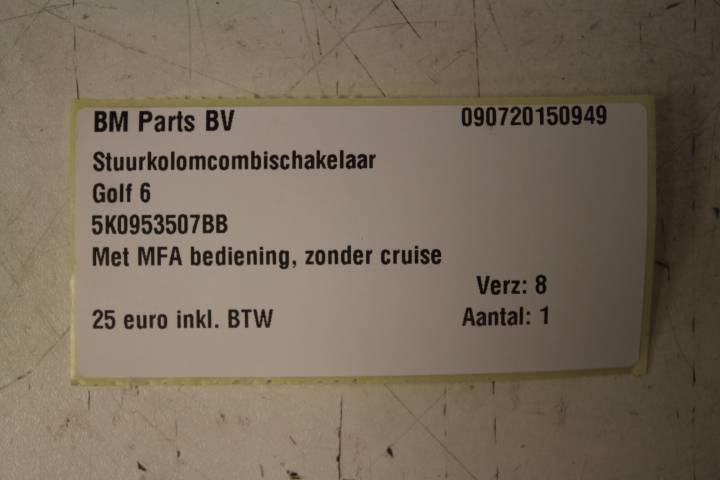 BM Parts BV 090720150949
Stuurkolomcombischakelaar
Golf 6
5K0953507BB
Met MFA bediening, zonder cruise
Verz: 8
25 euro inkl. BTW Aantal: 1